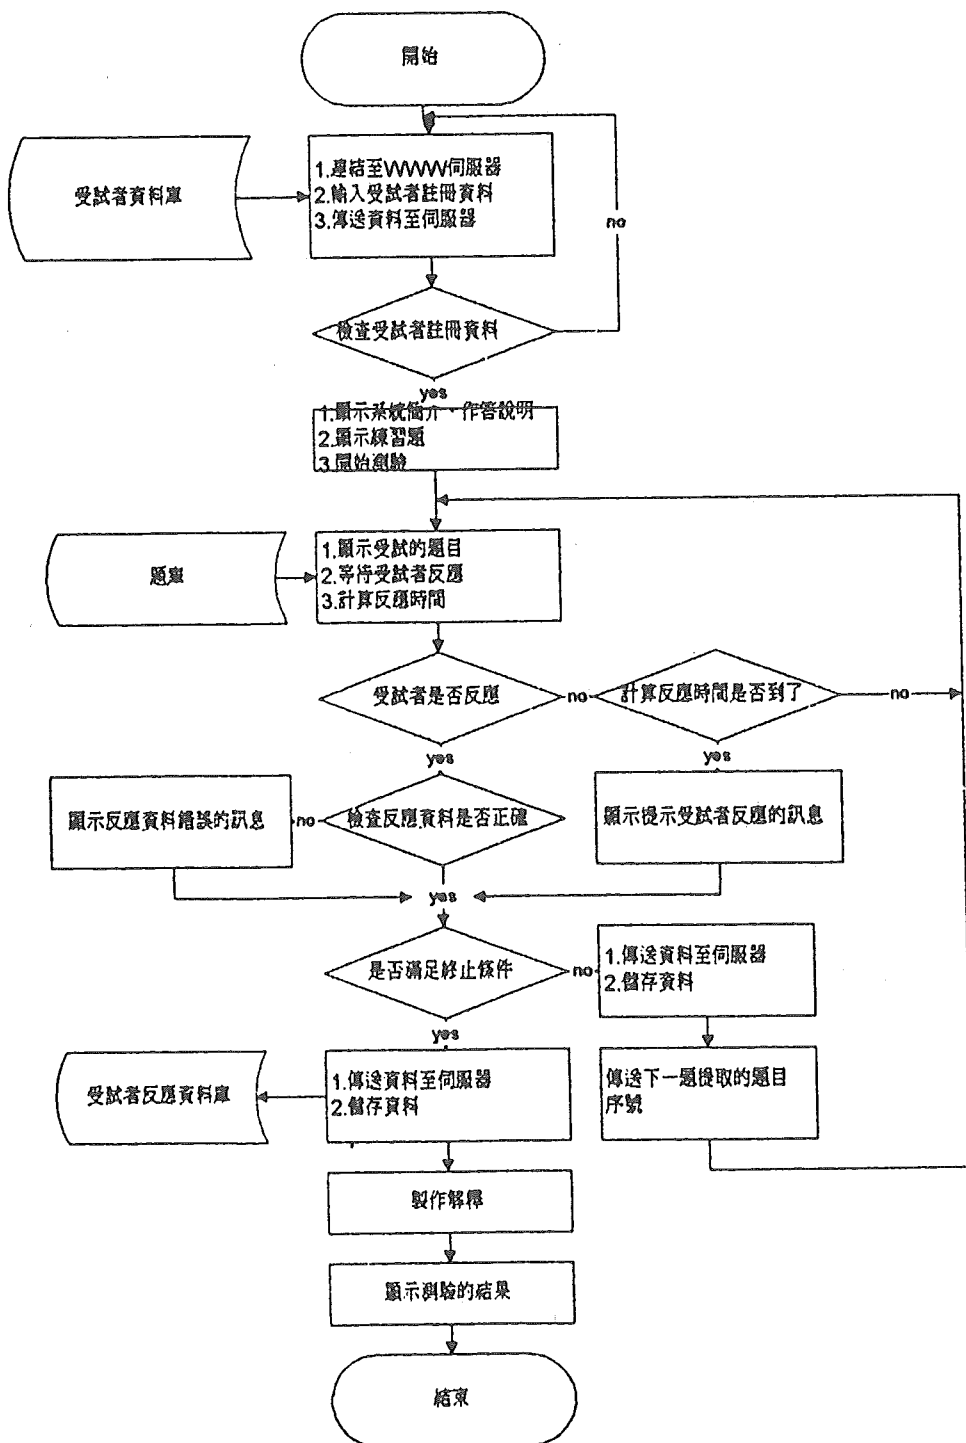 開始
受試者資料庫
1.連結至WWW伺服器
2.輸入受試者註冊資料
3.傳送資料至伺服器
no
檢查受試者註冊資料
yes
1.顯示系統簡介、作答說明
2.顯示練習題
3.開始測驗
題庫
1.顯示受試的題目
2.等待受試者反應
3.計算反應時間
受試者是否反應
no
計算反應時間是否到了
no
yes
yes
顯示反應資料錯誤的訊息
no
檢查反應資料是否正確
顯示提示受試者反應的訊息
yes
是否滿足終止條件
no
1.傳送資料至伺服器
2.儲存資料
yes
受試者反應資料庫
1.傳送資料至伺服器
2.儲存資料
傳送下一題提取的題目
序號
製作解釋
顯示測驗的結果
結束